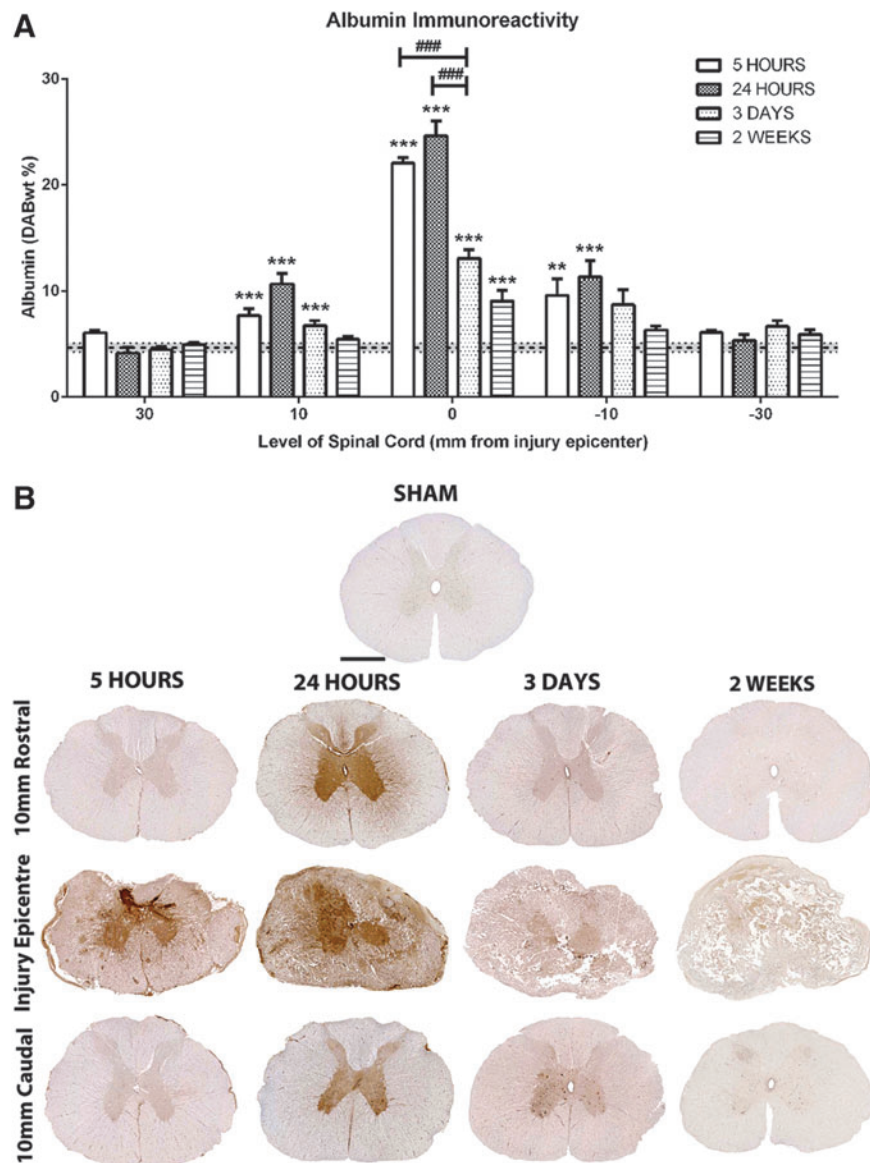 A
Albumin Immunoreactivity
###
###
5 HOURS
24 HOURS
3 DAYS
2 WEEKS
30
20
10
0
Albumin (DABwt %)
*** *** *** *** *** *** *** ** ***
30 10 0 -10 -30
Level of Spinal Cord (mm from injury epicenter)
B
SHAM
5 HOURS 24 HOURS 3 DAYS 2 WEEKS
10mm Rostral
Injury Epicentre
10mm Caudal